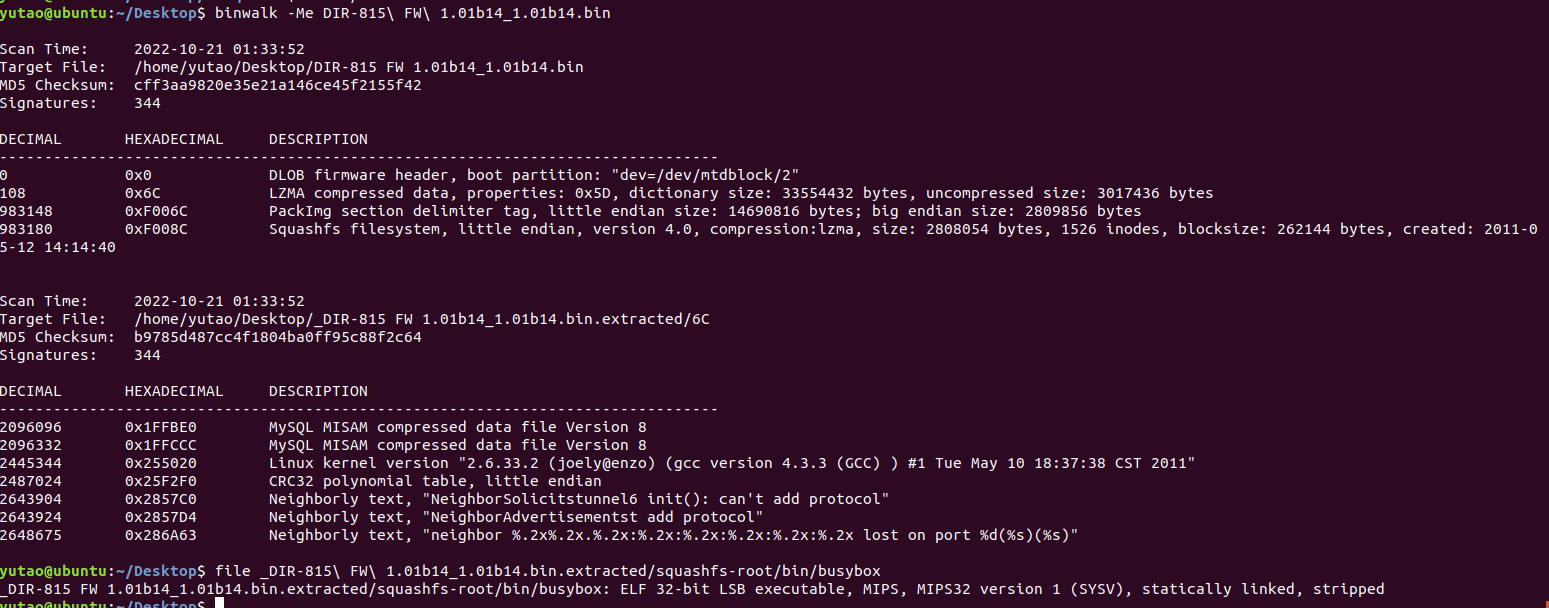 yutao@ubuntu:~/Desktop$ binwalk -Me DIR-815\ FW\ 1.01b14_1.01b14.bin
Scan Time:     2022-10-21 01:33:52
Target File:   /home/yutao/Desktop/DIR-815 FW 1.01b14_1.01b14.bin
MD5 Checksum:  cff3aa9820e35e21a146ce45f2155f42
Signatures:    344
DECIMAL       HEXADECIMAL     DESCRIPTION
--------------------------------------------------------------------------------
0             0x0             DLOB firmware header, boot partition: "dev=/dev/mtdblock/2"
108           0x6C            LZMA compressed data, properties: 0x5D, dictionary size: 33554432 bytes, uncompressed size: 3017436 bytes
983148        0xF006C         PackImg section delimiter tag, little endian size: 14690816 bytes; big endian size: 2809856 bytes
983180        0xF008C         Squashfs filesystem, little endian, version 4.0, compression:lzma, size: 2808054 bytes, 1526 inodes, blocksize: 262144 bytes, created: 2011-0
5-12 14:14:40
Scan Time:     2022-10-21 01:33:52
Target File:   /home/yutao/Desktop/_DIR-815 FW 1.01b14_1.01b14.bin.extracted/6C
MD5 Checksum:  b9785d487cc4f1804ba0ff95c88f2c64
Signatures:    344
DECIMAL       HEXADECIMAL     DESCRIPTION
--------------------------------------------------------------------------------
2096096       0x1FFBE0        MySQL MISAM compressed data file Version 8
2096332       0x1FFCCC        MySQL MISAM compressed data file Version 8
2445344       0x255020        Linux kernel version "2.6.33.2 (joely@enzo) (gcc version 4.3.3 (GCC) ) #1 Tue May 10 18:37:38 CST 2011"
2487024       0x25F2F0        CRC32 polynomial table, little endian
2643904       0x2857C0        Neighborly text, "NeighborSolicitstunnel6 init(): can't add protocol"
2643924       0x2857D4        Neighborly text, "NeighborAdvertisementst add protocol"
2648675       0x286A63        Neighborly text, "neighbor %.2x%.2x.%.2x:%.2x:%.2x:%.2x:%.2x:%.2x lost on port %d(%s)(%s)"
yutao@ubuntu:~/Desktop$ file _DIR-815\ FW\ 1.01b14_1.01b14.bin.extracted/squashfs-root/bin/busybox
_DIR-815 FW 1.01b14_1.01b14.bin.extracted/squashfs-root/bin/busybox: ELF 32-bit LSB executable, MIPS, MIPS32 version 1 (SYSV), statically linked, stripped
yutao@ubuntu:~/Desktop$